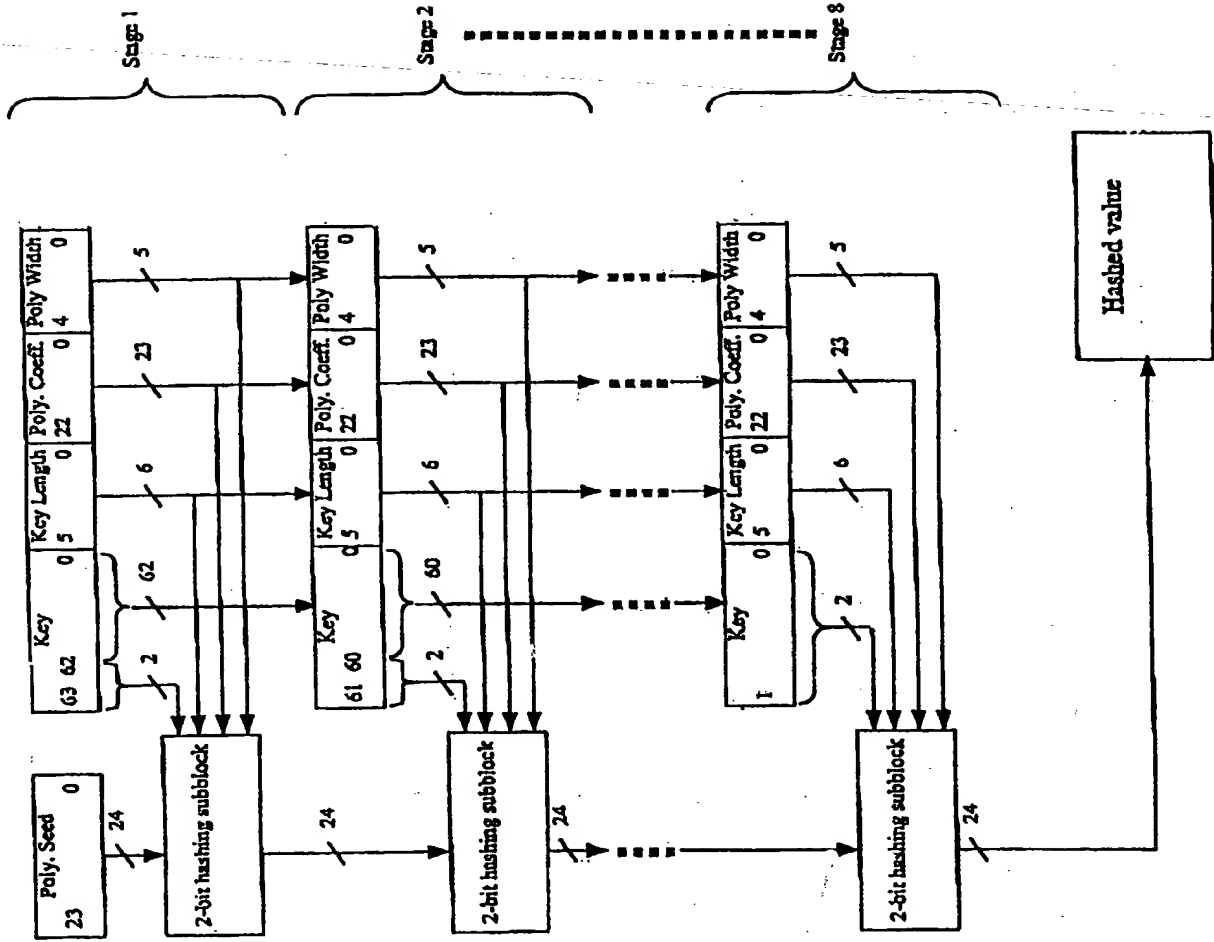 Stage 1
Poly. Seed
23 0
24
Key
63 62 0
Key Length
5 0
Poly. Coeff.
22 0
Poly Width
4 0
2
62
6
23
5
2-bit hashing subblock
24
Stage 2
Key
61 60 0
Key Length
5 0
Poly. Coeff.
22 0
Poly Width
4 0
2
60
6
23
5
2-bit hashing subblock
24
Stage 8
Key
1 0
Key Length
5 0
Poly. Coeff.
22 0
Poly Width
4 0
2
6
23
5
2-bit hashing subblock
24
Hashed value